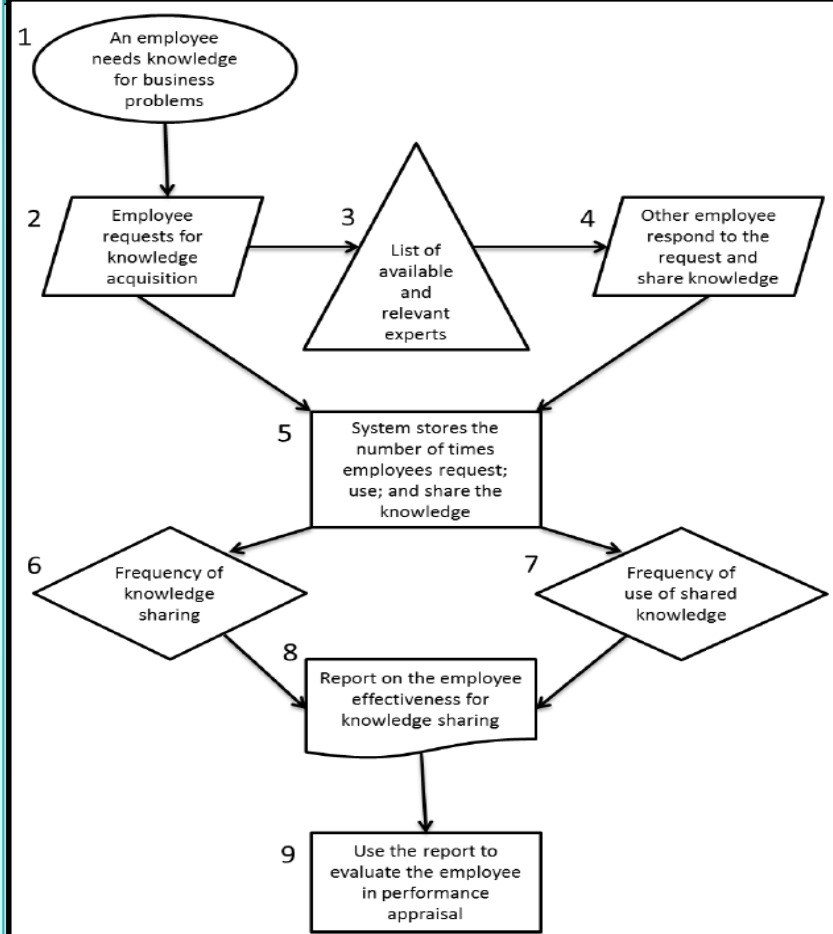 1
An employee
needs knowledge
for business
problems
2
Employee
requests for
knowledge
acquisition
3
List of
available
and
relevant
experts
4
Other employee
respond to the
request and
share knowledge
5
System stores the
number of times
employees request;
use; and share the
knowledge
6
Frequency of
knowledge
sharing
7
Frequency of
use of shared
knowledge
8
Report on the employee
effectiveness for
knowledge sharing
9
Use the report to
evaluate the employee
in performance
appraisal